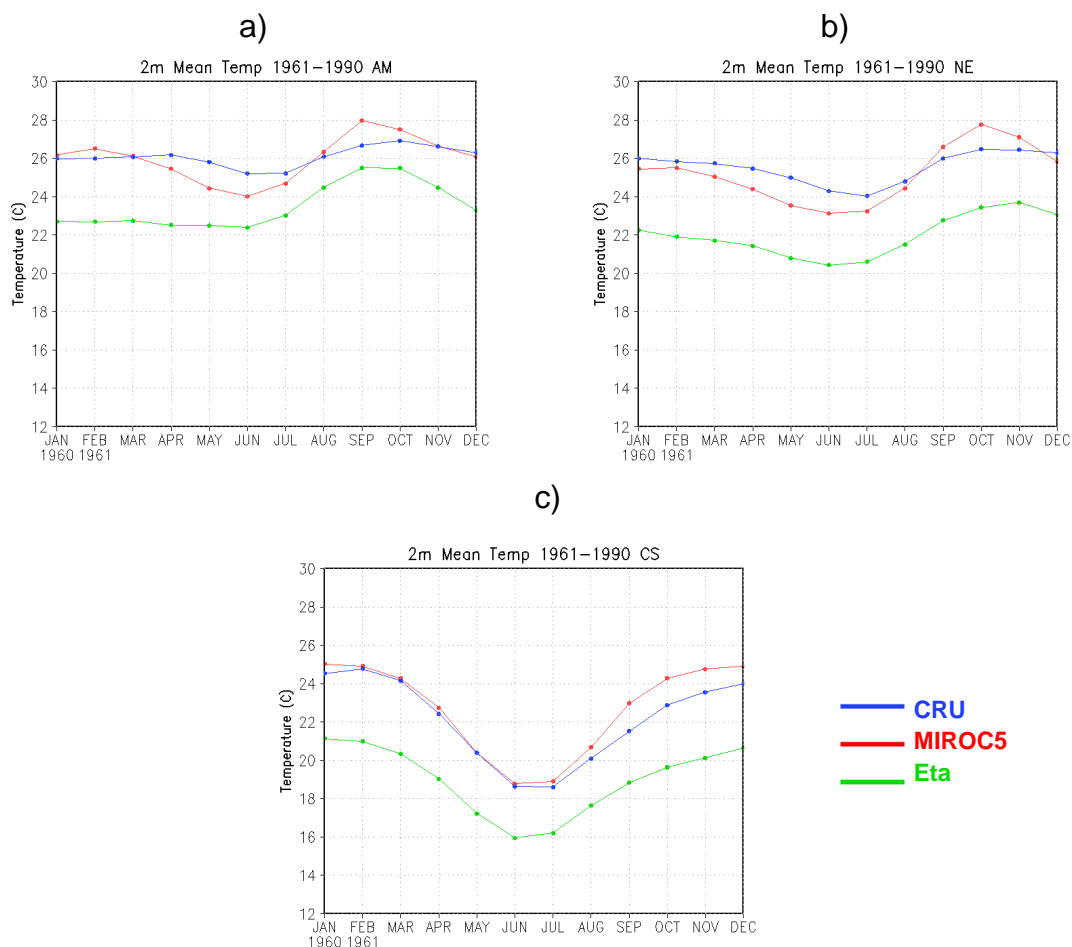 a)
2m Mean Temp 1961-1990 AM
Temperature (C)
30
28
26
24
22
20
18
16
14
12
JAN FEB MAR APR MAY JUN JUL AUG SEP OCT NOV DEC
1960 1961
b)
2m Mean Temp 1961-1990 NE
Temperature (C)
30
28
26
24
22
20
18
16
14
12
JAN FEB MAR APR MAY JUN JUL AUG SEP OCT NOV DEC
1960 1961
c)
2m Mean Temp 1961-1990 CS
Temperature (C)
30
28
26
24
22
20
18
16
14
12
JAN FEB MAR APR MAY JUN JUL AUG SEP OCT NOV DEC
1960 1961
CRU
MIROC5
Eta